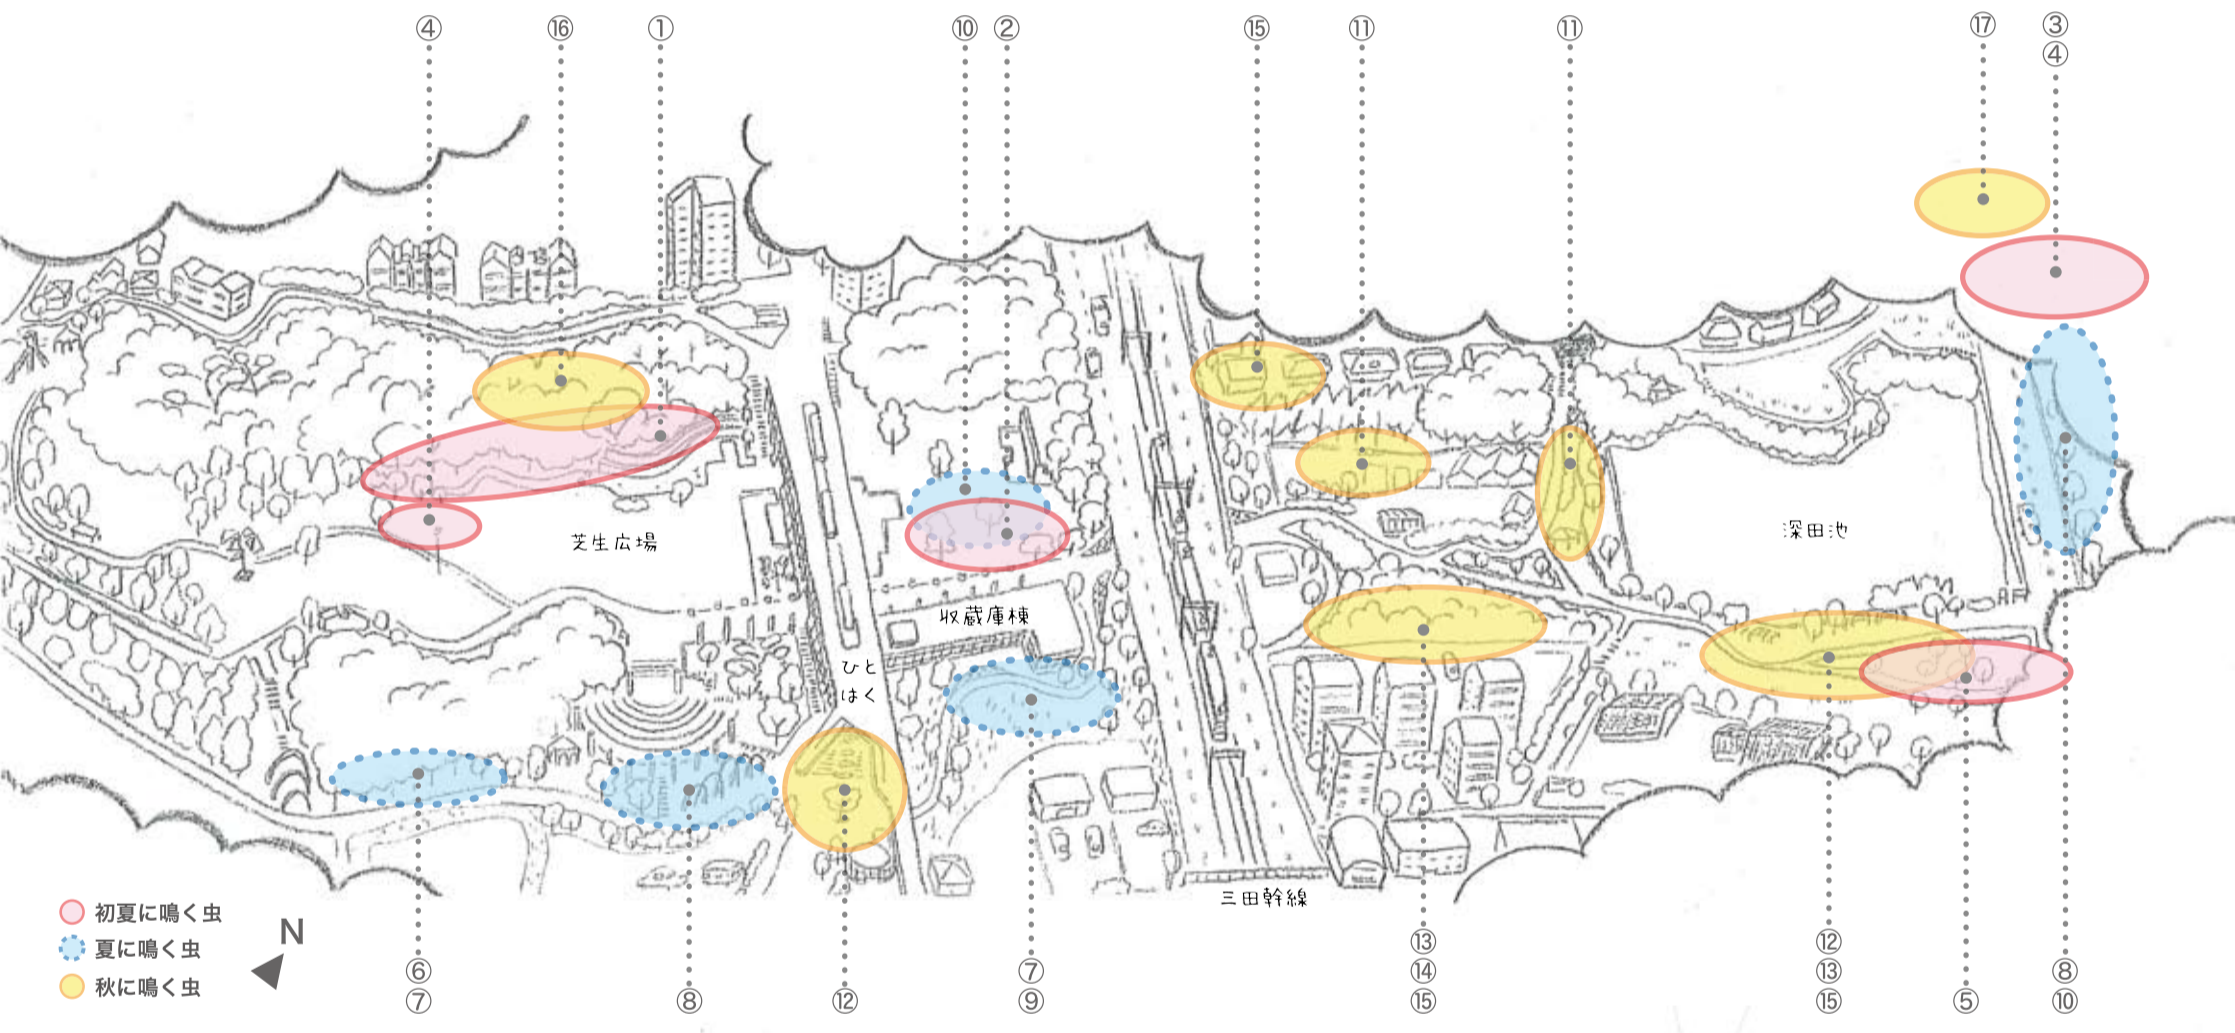 ④ ⑯ ① ⑩ ② ⑮ ⑪ ⑪ ⑰ ③
④
芝生広場
深田池
収蔵庫棟
ひと
はく
三田幹線
初夏に鳴く虫
夏に鳴く虫
秋に鳴く虫
N
⑥
⑦
⑧
⑫
⑦
⑨
⑬
⑭
⑮
⑫
⑬
⑮
⑤
⑧
⑩